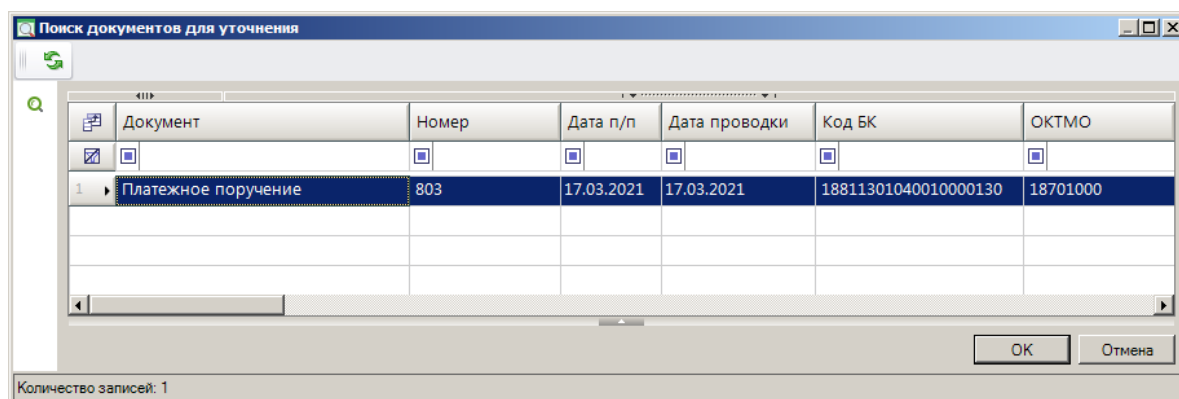 Поиск документов для уточнения
Документ Номер Дата п/п Дата проводки Код БК ОКТМО
1 Платежное поручение 803 17.03.2021 17.03.2021 18811301040010000130 18701000
OK Отмена
Количество записей: 1